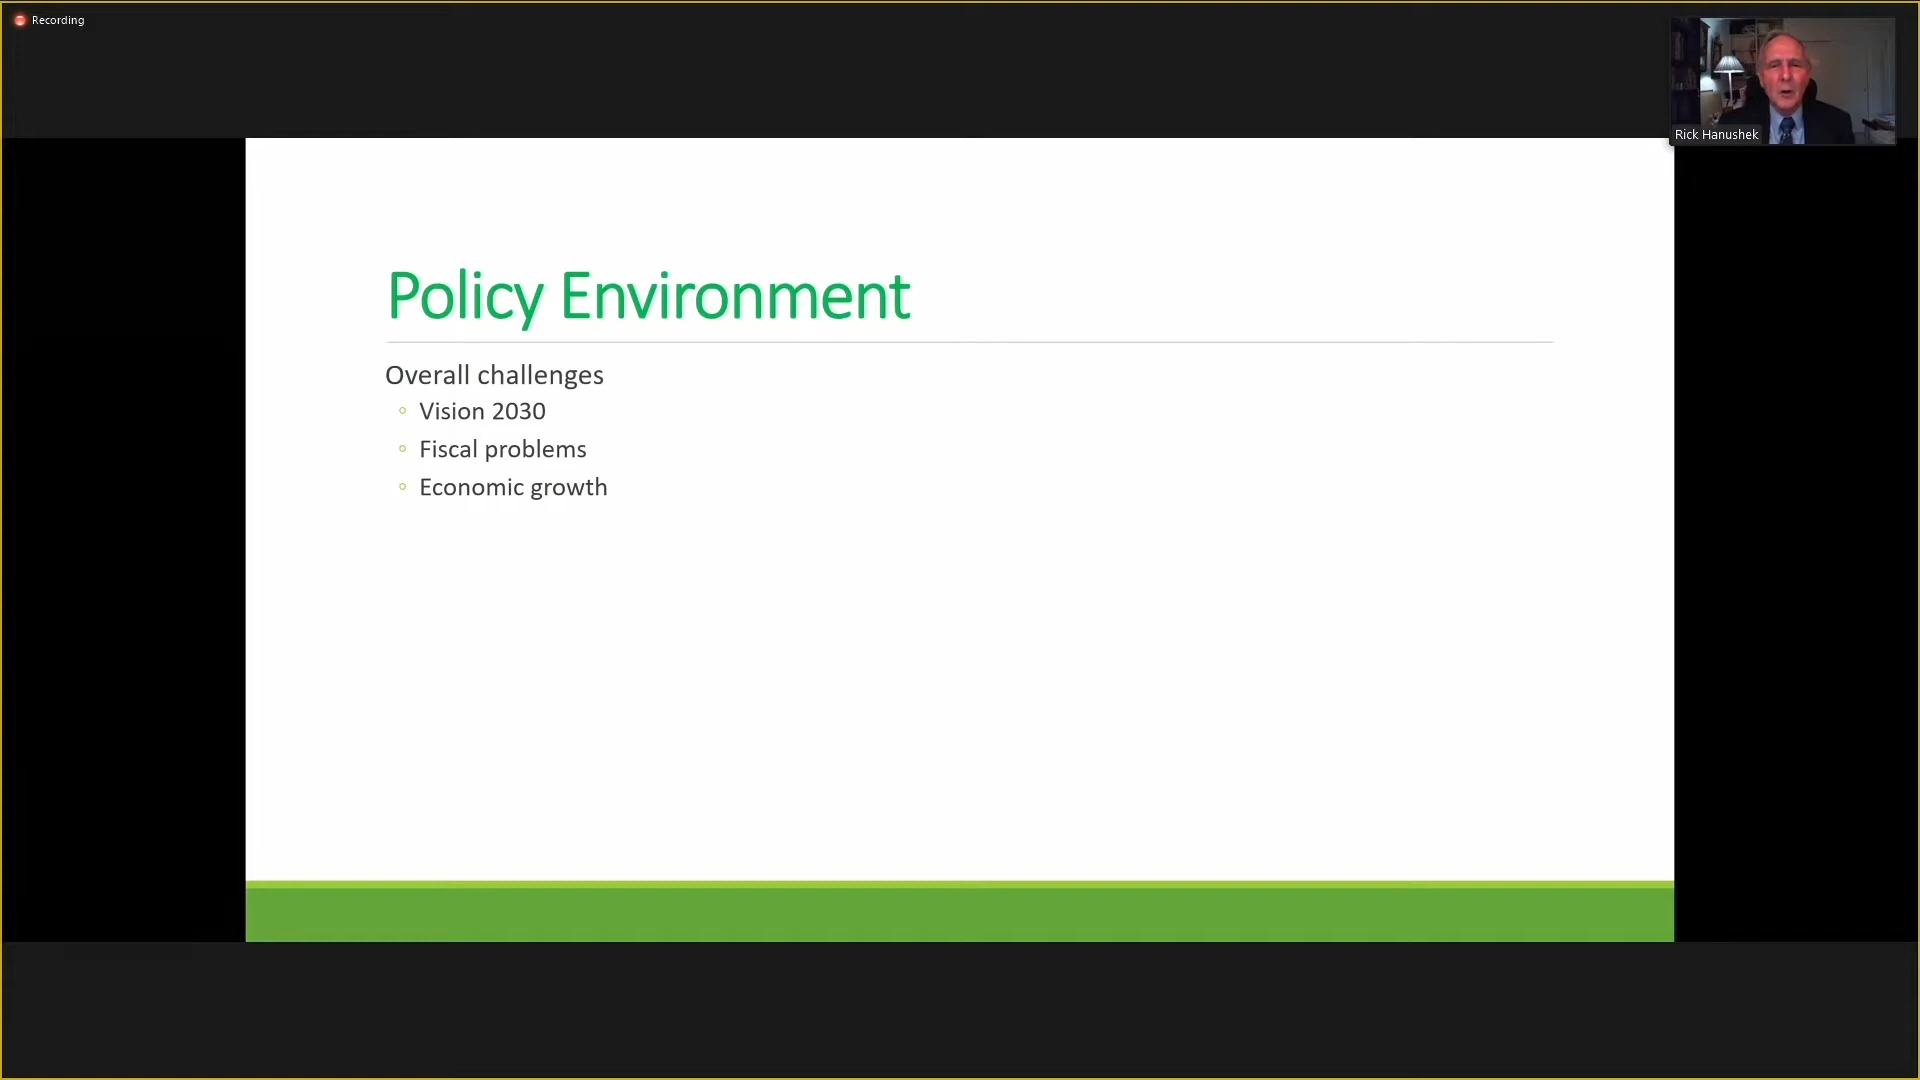 Recording
Rick Hanushek
Policy Environment
Overall challenges
Vision 2030
Fiscal problems
Economic growth